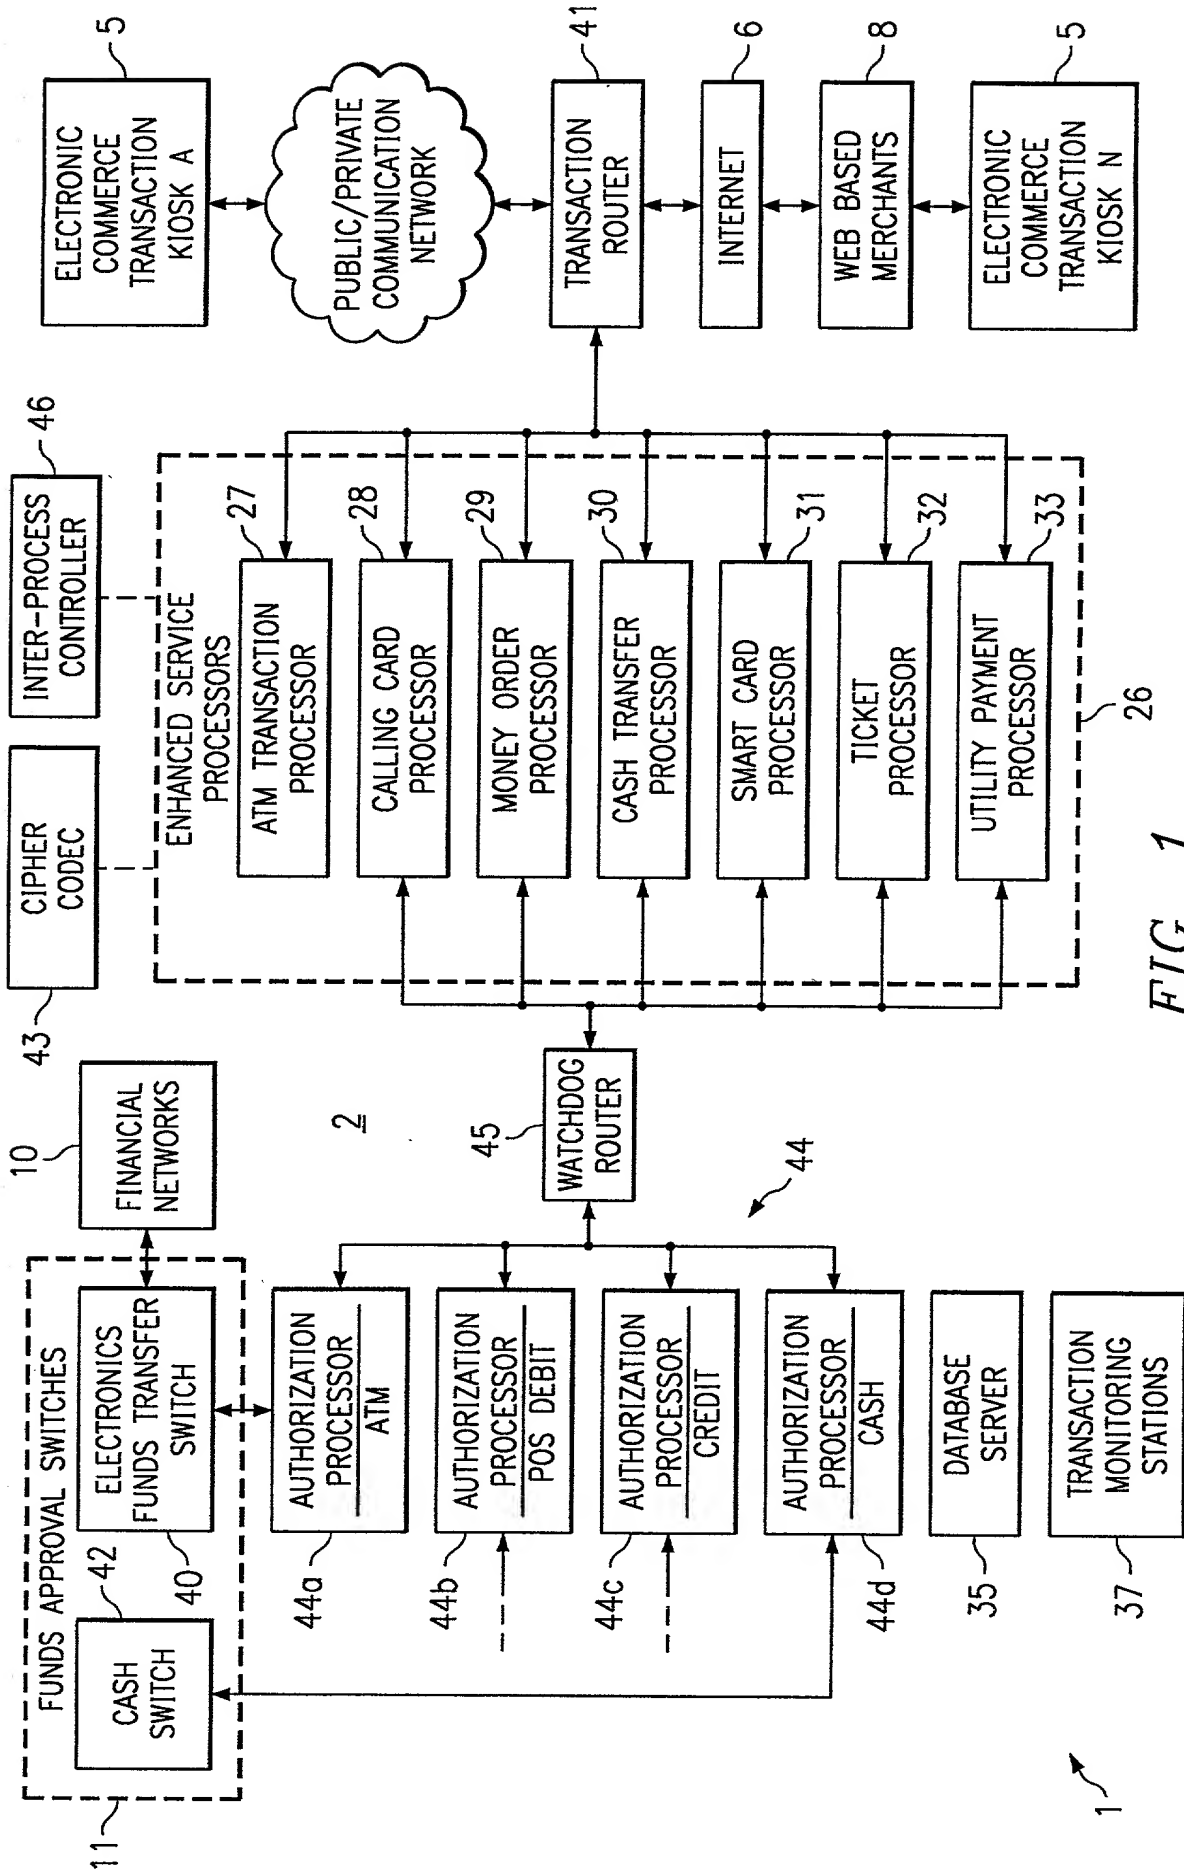 11
FUNDS APPROVAL SWITCHES
42
CASH
SWITCH
40
ELECTRONICS
FUNDS TRANSFER
SWITCH
10
FINANCIAL
NETWORKS
44a
AUTHORIZATION
PROCESSOR
ATM
44b
AUTHORIZATION
PROCESSOR
POS DEBIT
44c
AUTHORIZATION
PROCESSOR
CREDIT
44d
AUTHORIZATION
PROCESSOR
CASH
35
DATABASE
SERVER
37
TRANSACTION
MONITORING
STATIONS
1
2
44
45
WATCHDOG
ROUTER
43
CIPHER
CODEC
46
INTER-PROCESS
CONTROLLER
ENHANCED SERVICE
PROCESSORS
27
ATM TRANSACTION
PROCESSOR
28
CALLING CARD
PROCESSOR
29
MONEY ORDER
PROCESSOR
30
CASH TRANSFER
PROCESSOR
31
SMART CARD
PROCESSOR
32
TICKET
PROCESSOR
33
UTILITY PAYMENT
PROCESSOR
26
5
ELECTRONIC
COMMERCE
TRANSACTION
KIOSK A
PUBLIC/PRIVATE
COMMUNICATION
NETWORK
41
TRANSACTION
ROUTER
6
INTERNET
8
WEB BASED
MERCHANTS
5
ELECTRONIC
COMMERCE
TRANSACTION
KIOSK N
FIG. 1